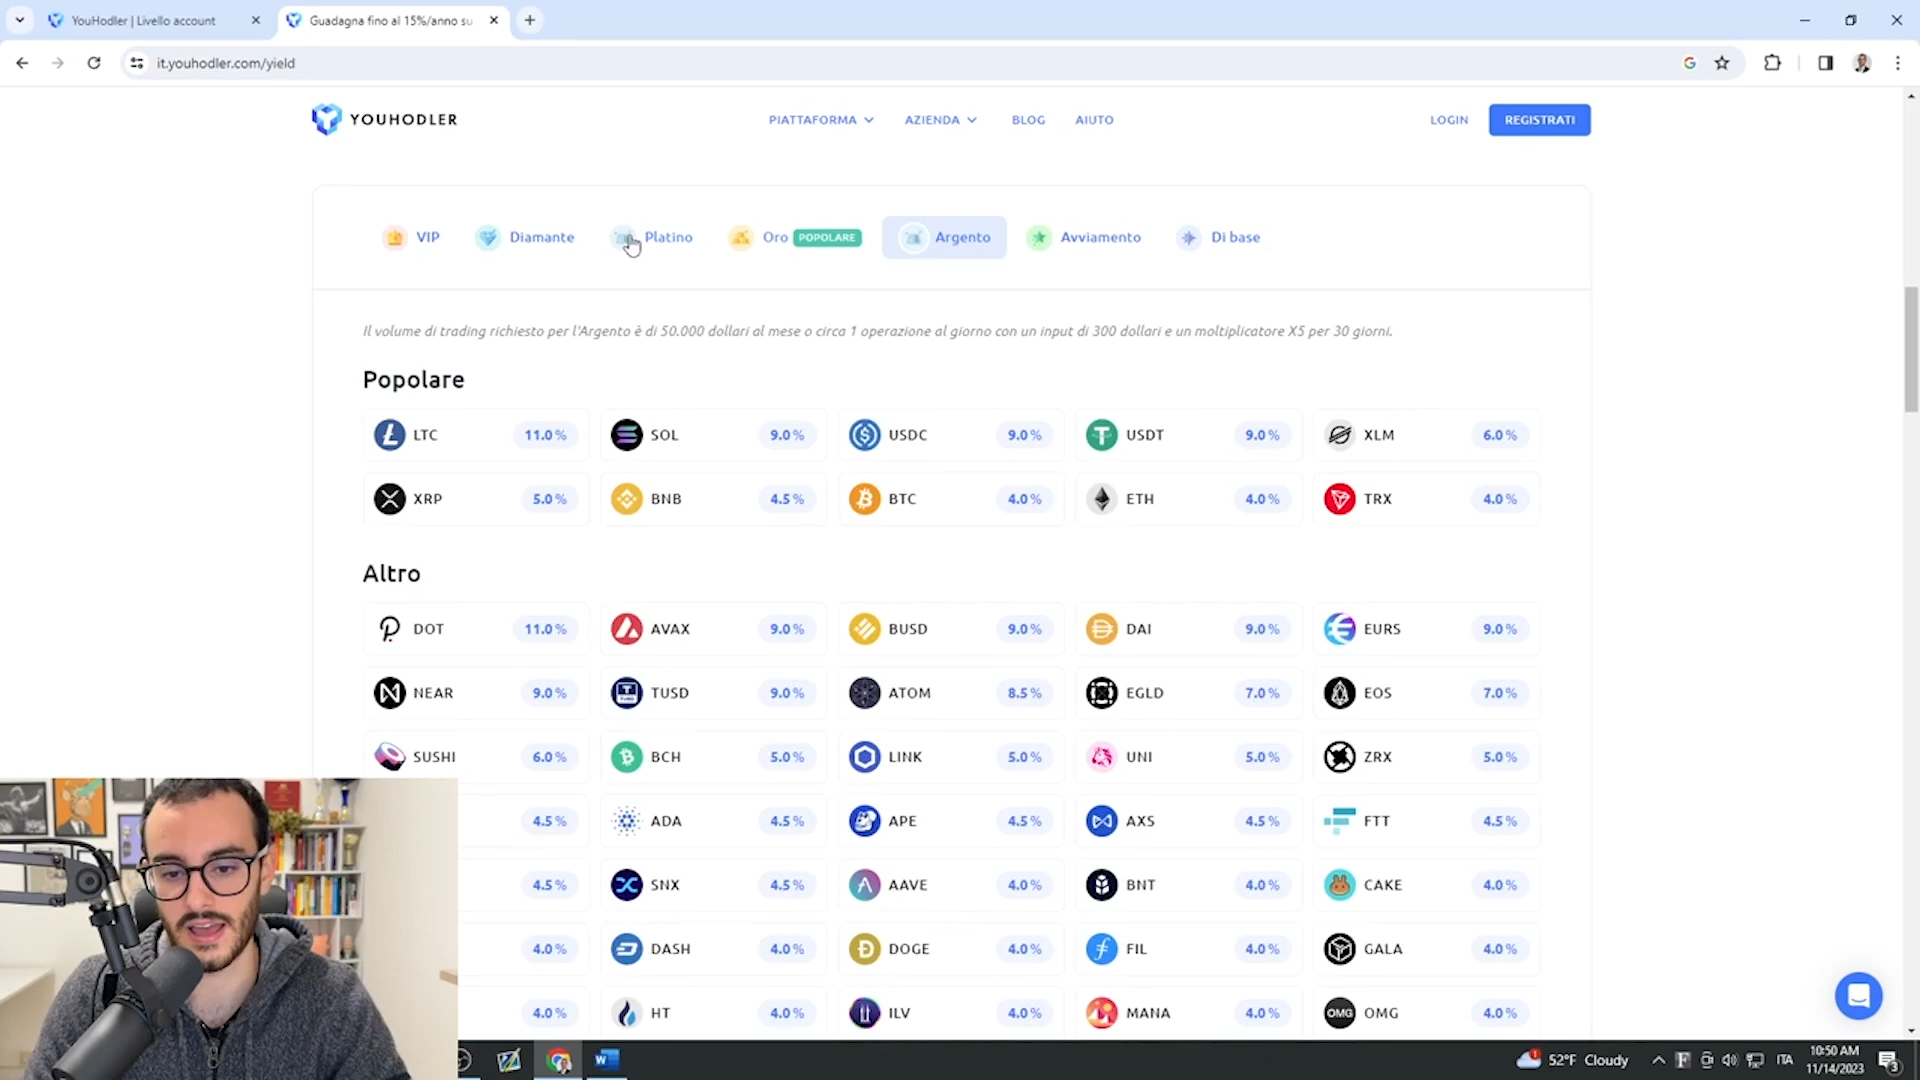 YouHodler | Livello account
Guadagna fino al 15%/anno su
it.youhodler.com/yield
YOUHODLER
PIATTAFORMA
AZIENDA
BLOG
AIUTO
LOGIN
REGISTRATI
VIP
Diamante
Platino
Oro POPOLARE
Argento
Avviamento
Di base
Il volume di trading richiesto per l'Argento è di 50.000 dollari al mese o circa 1 operazione al giorno con un input di 300 dollari e un moltiplicatore X5 per 30 giorni.
Popolare
LTC 11.0 % SOL 9.0 % USDC 9.0 % USDT 9.0 % XLM 6.0 %
XRP 5.0 % BNB 4.5 % BTC 4.0 % ETH 4.0 % TRX 4.0 %
Altro
DOT 11.0 % AVAX 9.0 % BUSD 9.0 % DAI 9.0 % EURS 9.0 %
NEAR 9.0 % TUSD 9.0 % ATOM 8.5 % EGLD 7.0 % EOS 7.0 %
SUSHI 6.0 % BCH 5.0 % LINK 5.0 % UNI 5.0 % ZRX 5.0 %
4.5 % ADA 4.5 % APE 4.5 % AXS 4.5 % FTT 4.5 %
4.5 % SNX 4.5 % AAVE 4.0 % BNT 4.0 % CAKE 4.0 %
4.0 % DASH 4.0 % DOGE 4.0 % FIL 4.0 % GALA 4.0 %
4.0 % HT 4.0 % ILV 4.0 % MANA 4.0 % OMG OMG 4.0 %
52°F Cloudy
ITA
10:50 AM
11/14/2023
3